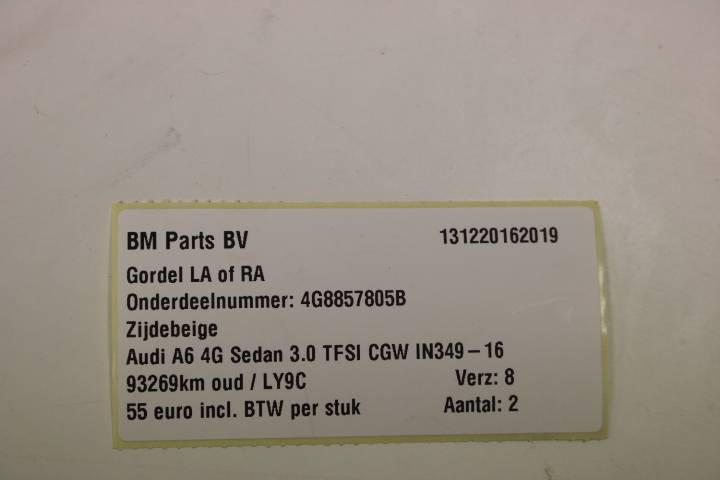 BM Parts BV 131220162019
Gordel LA of RA
Onderdeelnummer: 4G8857805B
Zijdebeige
Audi A6 4G Sedan 3.0 TFSI CGW IN349-16
93269km oud / LY9C Verz: 8
55 euro incl. BTW per stuk Aantal: 2